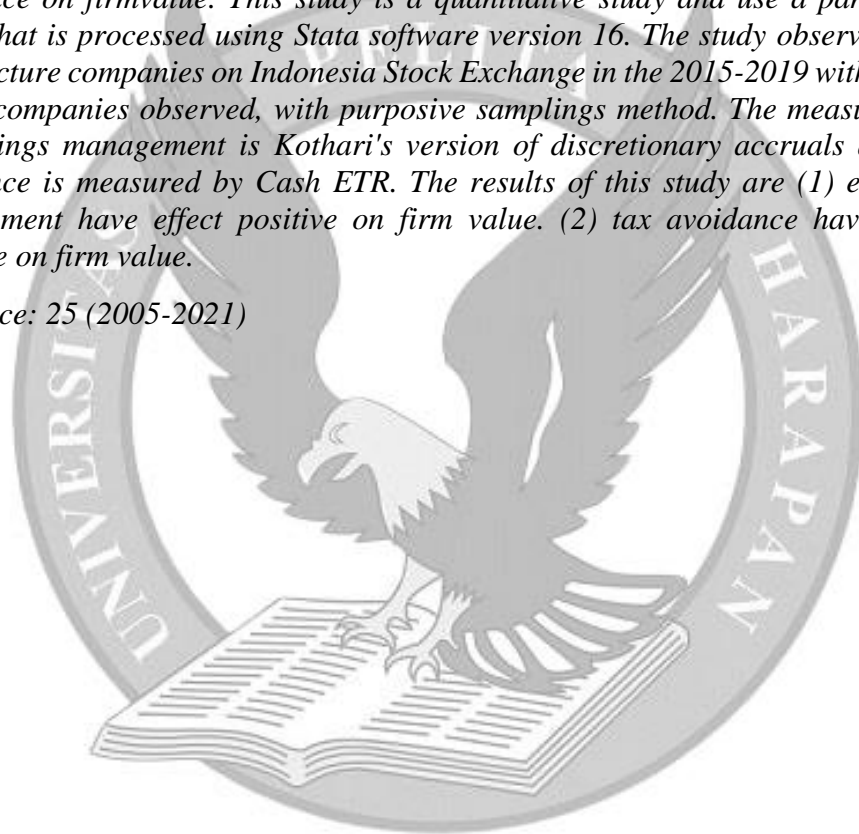 ce on firmvalue. This study is a quantitative study and use a pan
hat is processed using Stata software version 16. The study observ
cture companies on Indonesia Stock Exchange in the 2015-2019 with
companies observed, with purposive samplings method. The measu
ings management is Kothari's version of discretionary accruals
nce is measured by Cash ETR. The results of this study are (1) e
ment have effect positive on firm value. (2) tax avoidance hav
e on firm value.
ce: 25 (2005-2021)
UNIVERSITAS PELITA HARAPAN